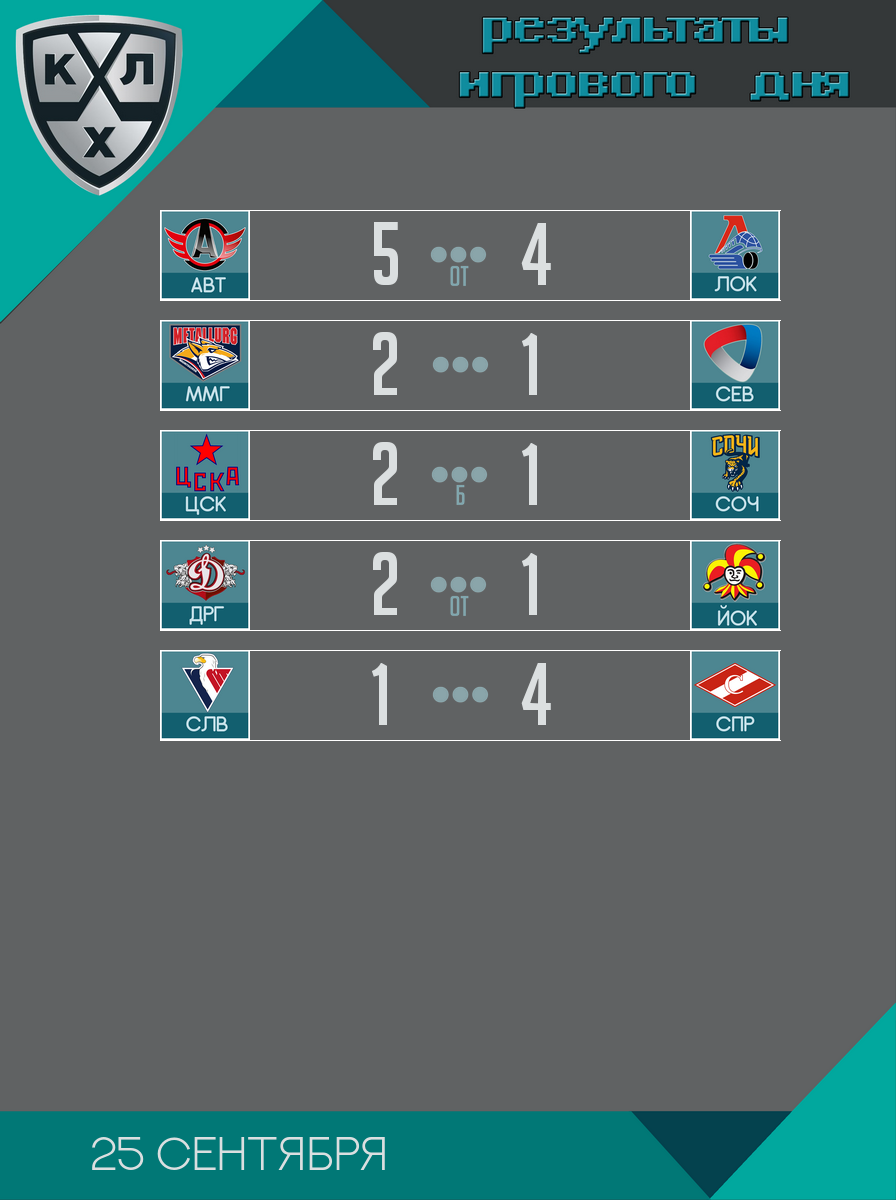 результаты
игрового дня
К Л
Х
5 ОТ 4
АВТ ЛОК
METALLURG
2 1
ММГ СЕВ
ЦСКА СОЧИ
2 Б 1
ЦСК СОЧ
Д
2 ОТ 1
ДРГ ЙОК
1 4
С
СЛВ СПР
25 СЕНТЯБРЯ